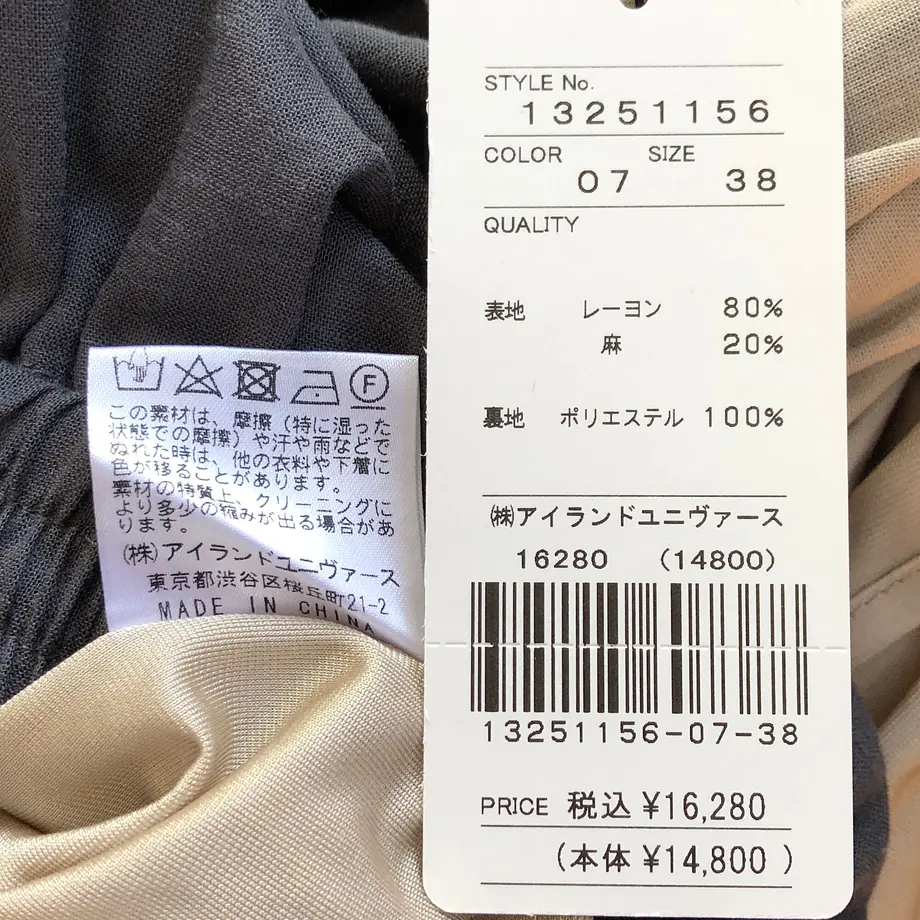 この素材は、摩擦（特に湿った
状態での摩擦）や汗や雨などで
ぬれた時は、他の衣料や下着に
色が移ることがあります。
素材の特質上、クリーニングに
より多少の縮みが出る場合があ
ります。
(株)アイランドユニヴァース
東京都渋谷区桜丘町21-2
MADE IN CHINA
F
STYLE No.
13251156
COLOR SIZE
07 38
QUALITY
表地 レーヨン 80%
麻 20%
裏地 ポリエステル 100%
㈱アイランドユニヴァース
16280 (14800)
13251156-07-38
PRICE 税込 ¥16,280
(本体 ¥14,800 )